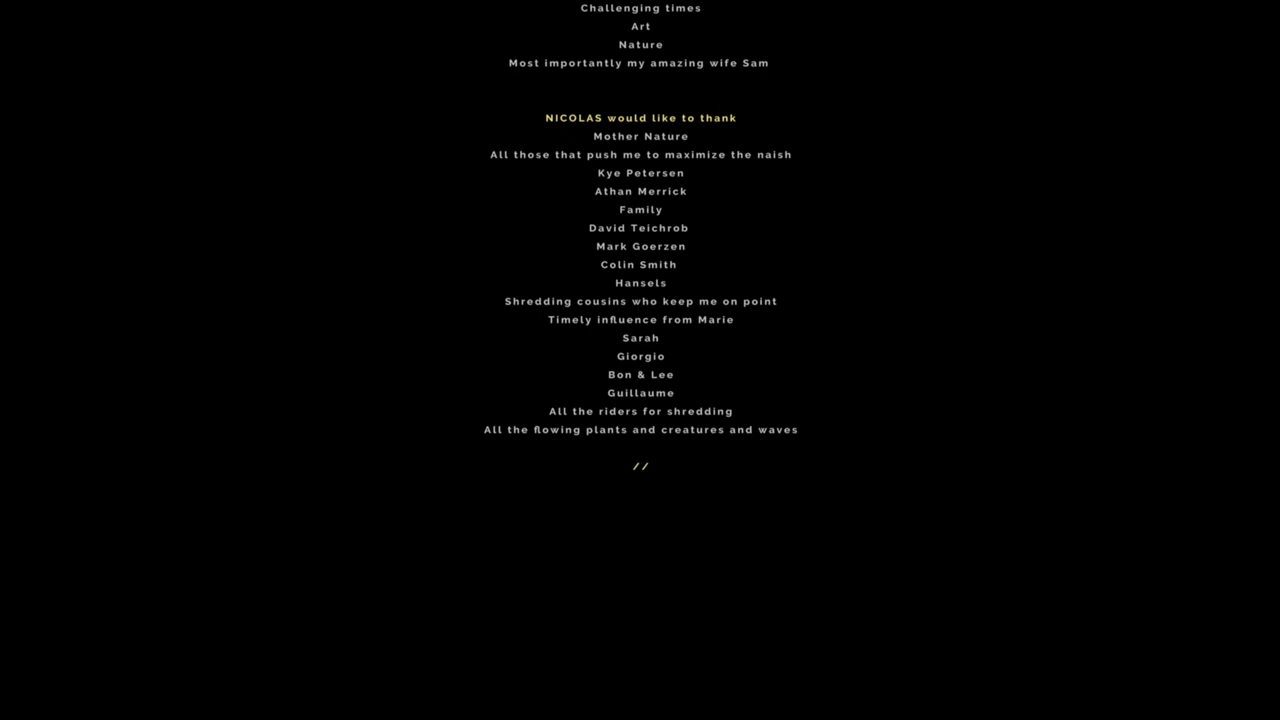 Challenging times
Art
Nature
Most importantly my amazing wife Sam
NICOLAS would like to thank
Mother Nature
All those that push me to maximize the naish
Kye Petersen
Athan Merrick
Family
David Teichrob
Mark Goerzen
Colin Smith
Hansels
Shredding cousins who keep me on point
Timely influence from Marie
Sarah
Giorgio
Bon & Lee
Guillaume
All the riders for shredding
All the flowing plants and creatures and waves
//